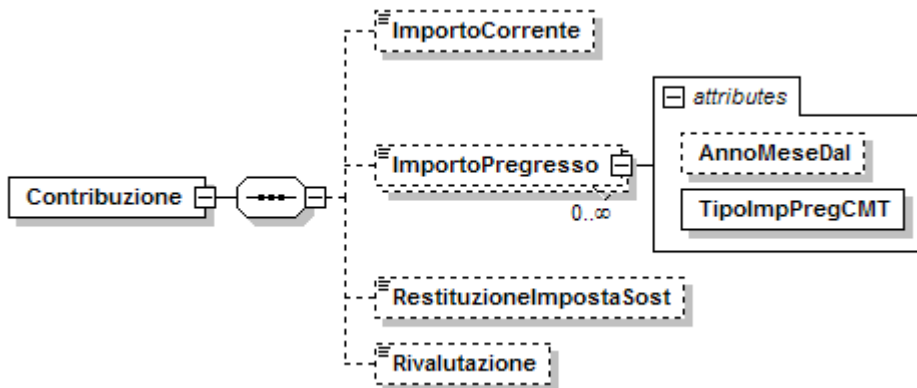 ImportoCorrente
attributes
AnnoMeseDal
ImportoPregresso
Contribuzione
TipoImpPregCMT
0..∞
RestituzioneImpostaSost
Rivalutazione